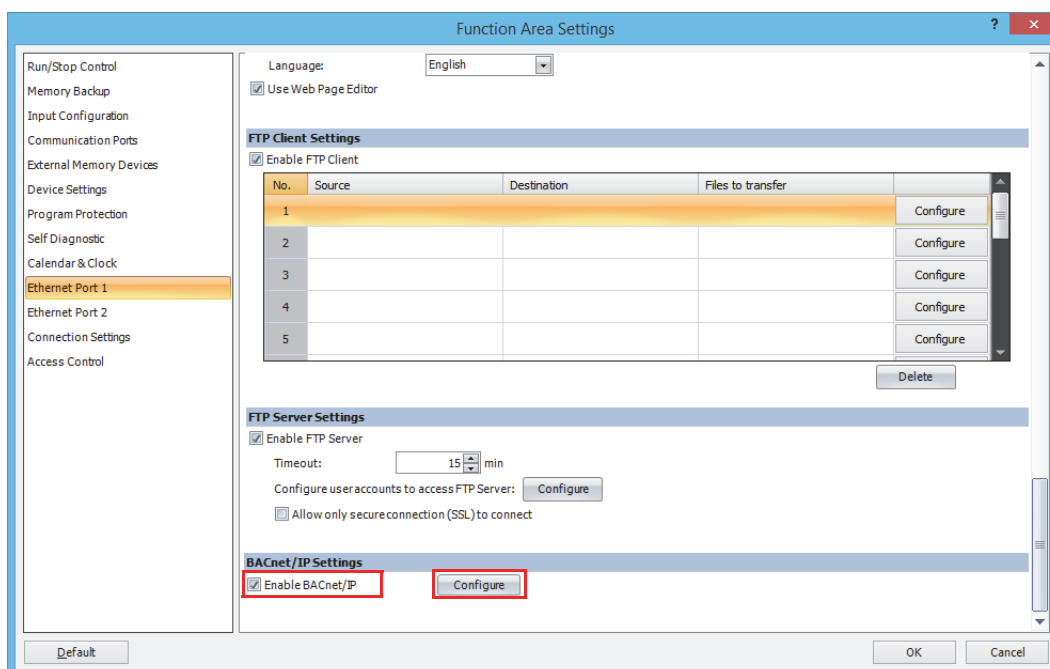 Function Area Settings
?
Run/Stop Control
Memory Backup
Input Configuration
Communication Ports
External Memory Devices
Device Settings
Program Protection
Self Diagnostic
Calendar & Clock
Ethernet Port 1
Ethernet Port 2
Connection Settings
Access Control
Language: English
Use Web Page Editor
FTP Client Settings
Enable FTP Client
No. Source Destination Files to transfer
1 Configure
2 Configure
3 Configure
4 Configure
5 Configure
Delete
FTP Server Settings
Enable FTP Server
Timeout: 15 min
Configure user accounts to access FTP Server: Configure
Allow only secure connection (SSL) to connect
BACnet/IP Settings
Enable BACnet/IP Configure
Default OK Cancel